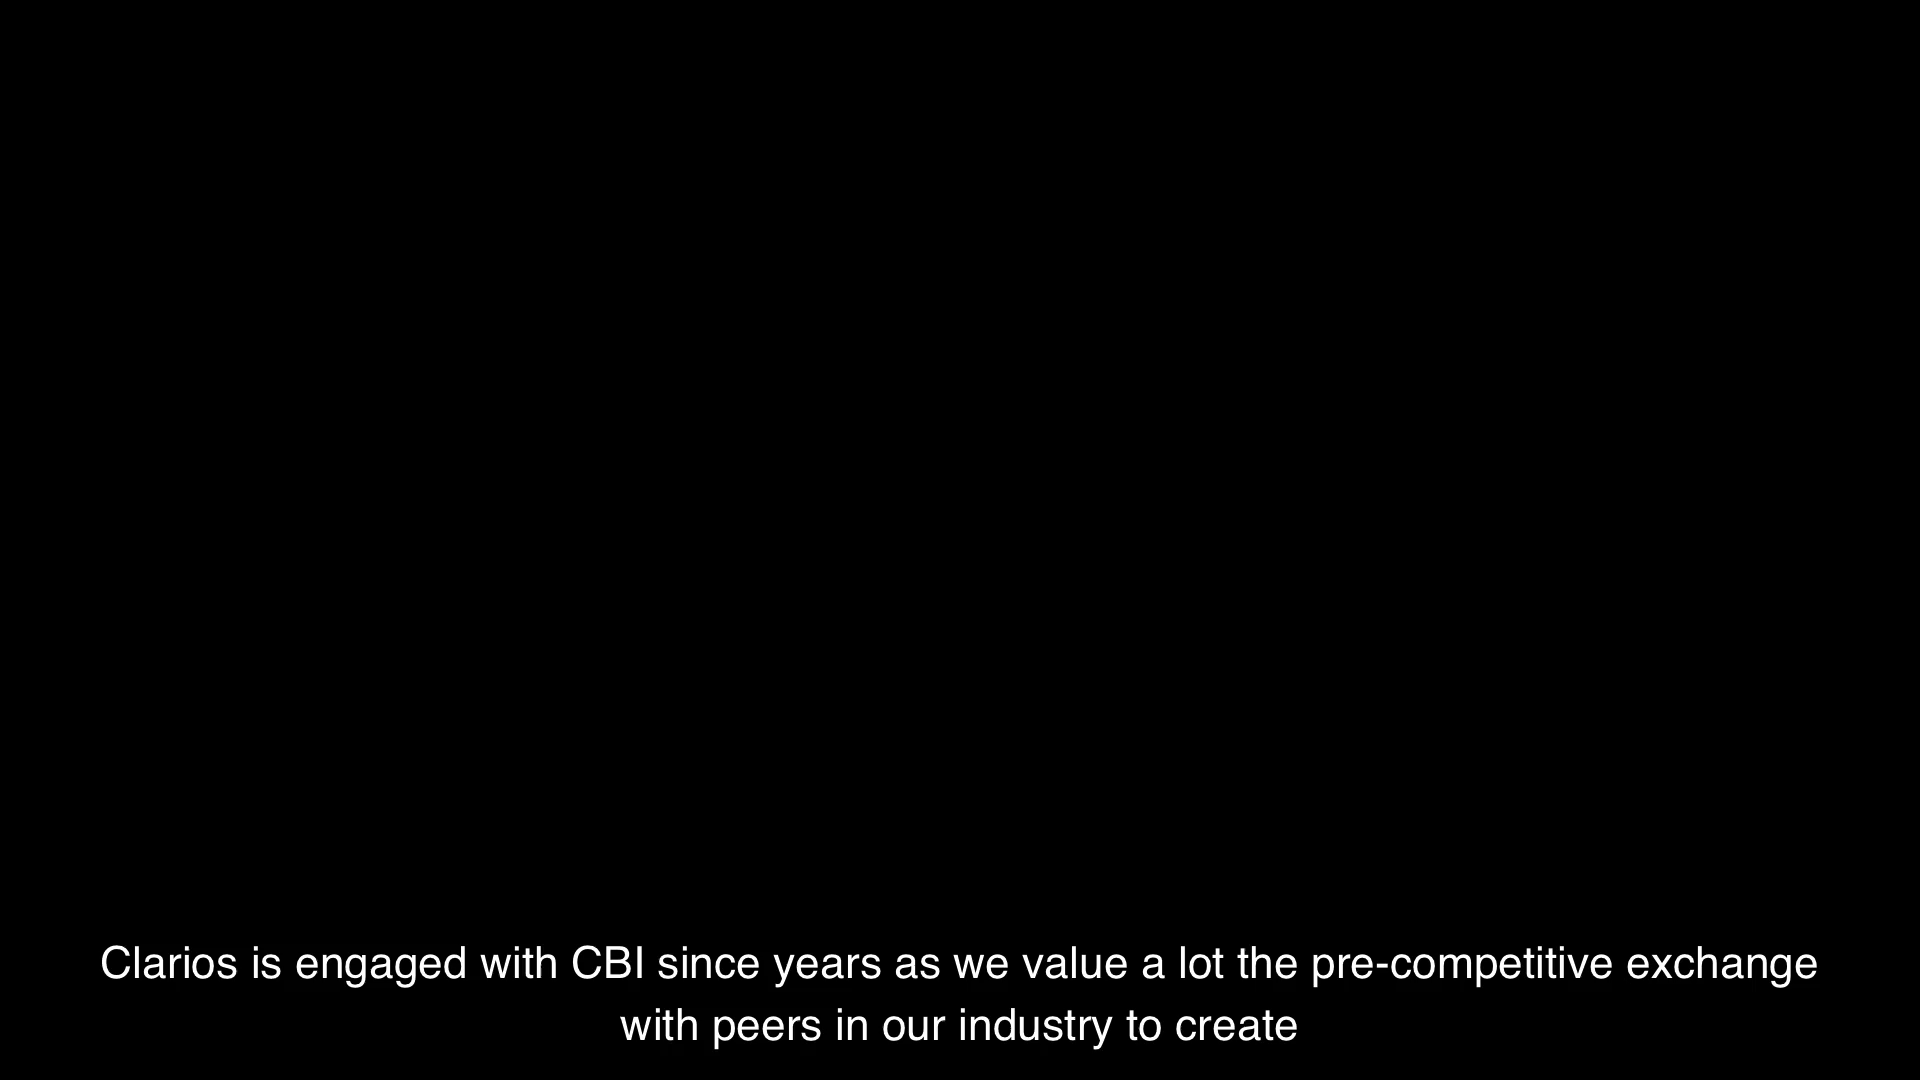 Clarios is engaged with CBI since years as we value a lot the pre-competitive exchange
with peers in our industry to create